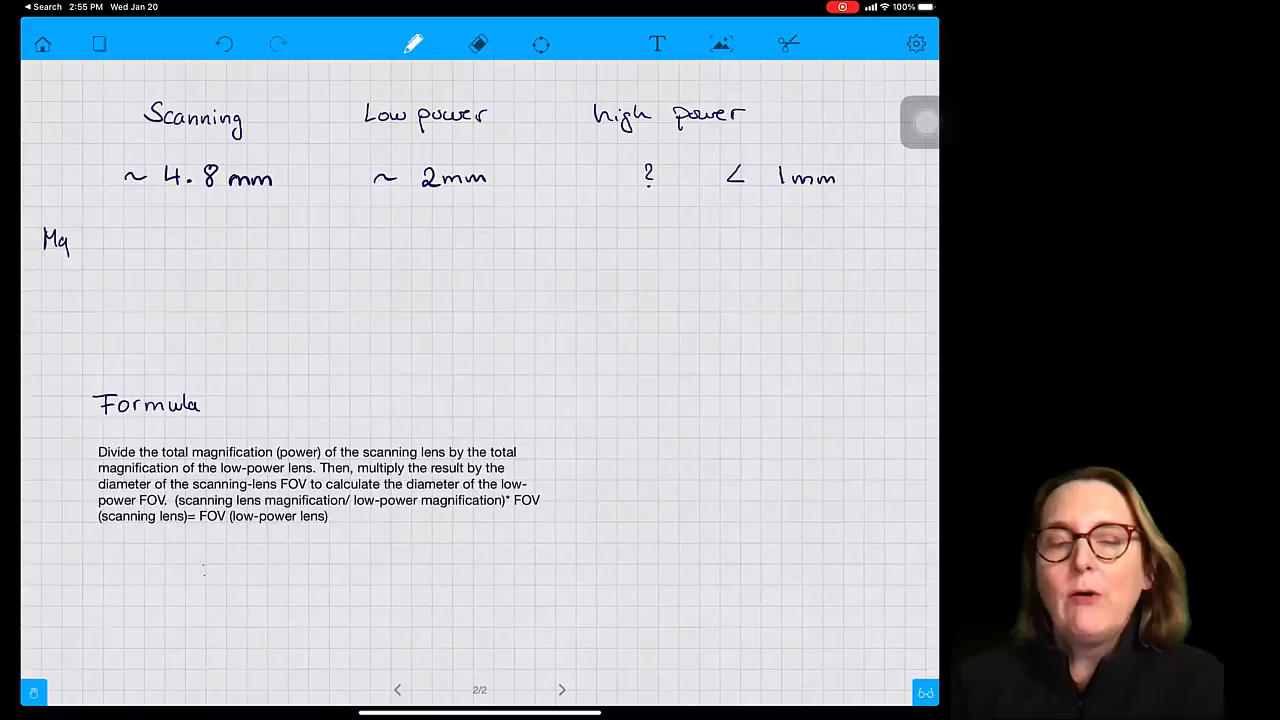 Search 2:55 PM Wed Jan 20 100%
T
Scanning Low power high power
~ 4.8 mm ~ 2mm ? < 1mm
Mg
Formula
Divide the total magnification (power) of the scanning lens by the total
magnification of the low-power lens. Then, multiply the result by the
diameter of the scanning-lens FOV to calculate the diameter of the low-
power FOV. (scanning lens magnification/ low-power magnification)* FOV
(scanning lens)= FOV (low-power lens)
2/2